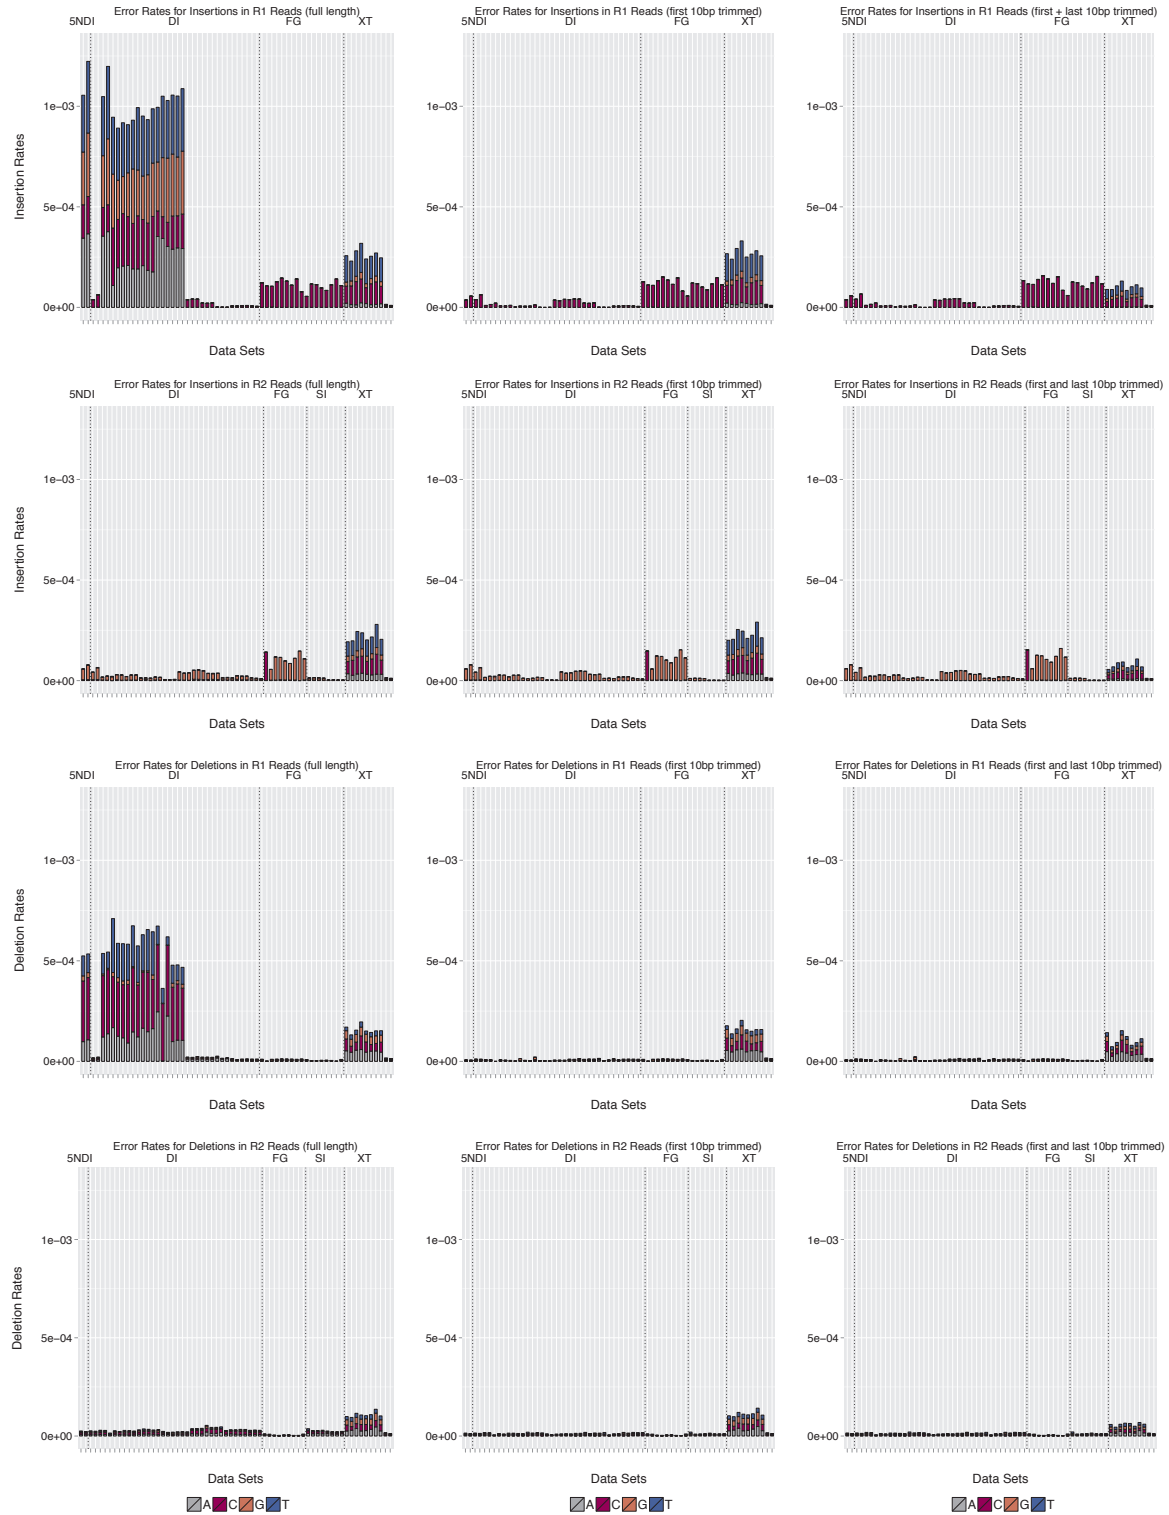 Error Rates for Insertions in R1 Reads (full length)
5NDI DI FG XT
Insertion Rates
1e−03
5e−04
0e+00
Data Sets
Error Rates for Insertions in R1 Reads (first 10bp trimmed)
5NDI DI FG XT
1e−03
5e−04
0e+00
Data Sets
Error Rates for Insertions in R1 Reads (first + last 10bp trimmed)
5NDI DI FG XT
1e−03
5e−04
0e+00
Data Sets
Error Rates for Insertions in R2 Reads (full length)
5NDI DI FG SI XT
Insertion Rates
1e−03
5e−04
0e+00
Data Sets
Error Rates for Insertions in R2 Reads (first 10bp trimmed)
5NDI DI FG SI XT
1e−03
5e−04
0e+00
Data Sets
Error Rates for Insertions in R2 Reads (first and last 10bp trimmed)
5NDI DI FG SI XT
1e−03
5e−04
0e+00
Data Sets
Error Rates for Deletions in R1 Reads (full length)
5NDI DI FG XT
Deletion Rates
1e−03
5e−04
0e+00
Data Sets
Error Rates for Deletions in R1 Reads (first 10bp trimmed)
5NDI DI FG XT
1e−03
5e−04
0e+00
Data Sets
Error Rates for Deletions in R1 Reads (first and last 10bp trimmed)
5NDI DI FG XT
1e−03
5e−04
0e+00
Data Sets
Error Rates for Deletions in R2 Reads (full length)
5NDI DI FG SI XT
Deletion Rates
1e−03
5e−04
0e+00
Data Sets
A C G T
Error Rates for Deletions in R2 Reads (first 10bp trimmed)
5NDI DI FG SI XT
1e−03
5e−04
0e+00
Data Sets
A C G T
Error Rates for Deletions in R2 Reads (first and last 10bp trimmed)
5NDI DI FG SI XT
1e−03
5e−04
0e+00
Data Sets
A C G T